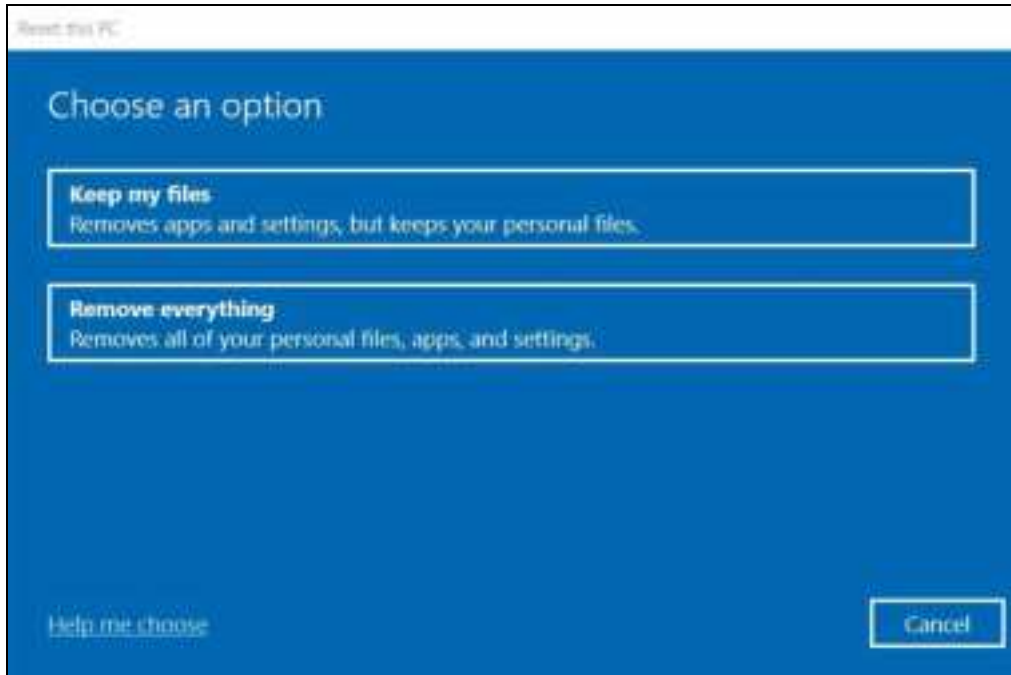 Reset this PC
Choose an option
Keep my files
Removes apps and settings, but keeps your personal files.
Remove everything
Removes all of your personal files, apps, and settings.
Help me choose
Cancel